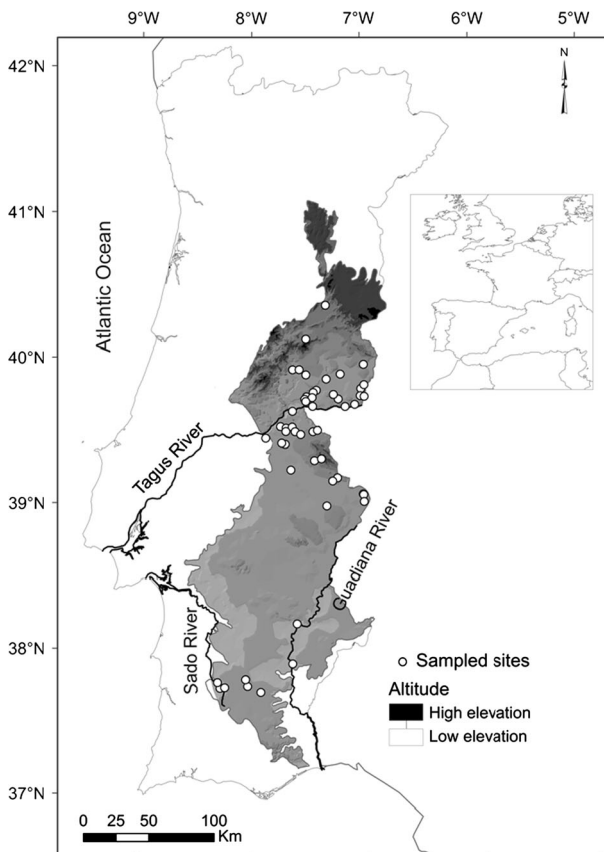 9°W 8°W 7°W 6°W 5°W
42°N
N
41°N
Atlantic Ocean
40°N
Tagus River
39°N
Guadiana River
Sado River
38°N
Sampled sites
Altitude
High elevation
Low elevation
37°N
0 25 50 100
Km